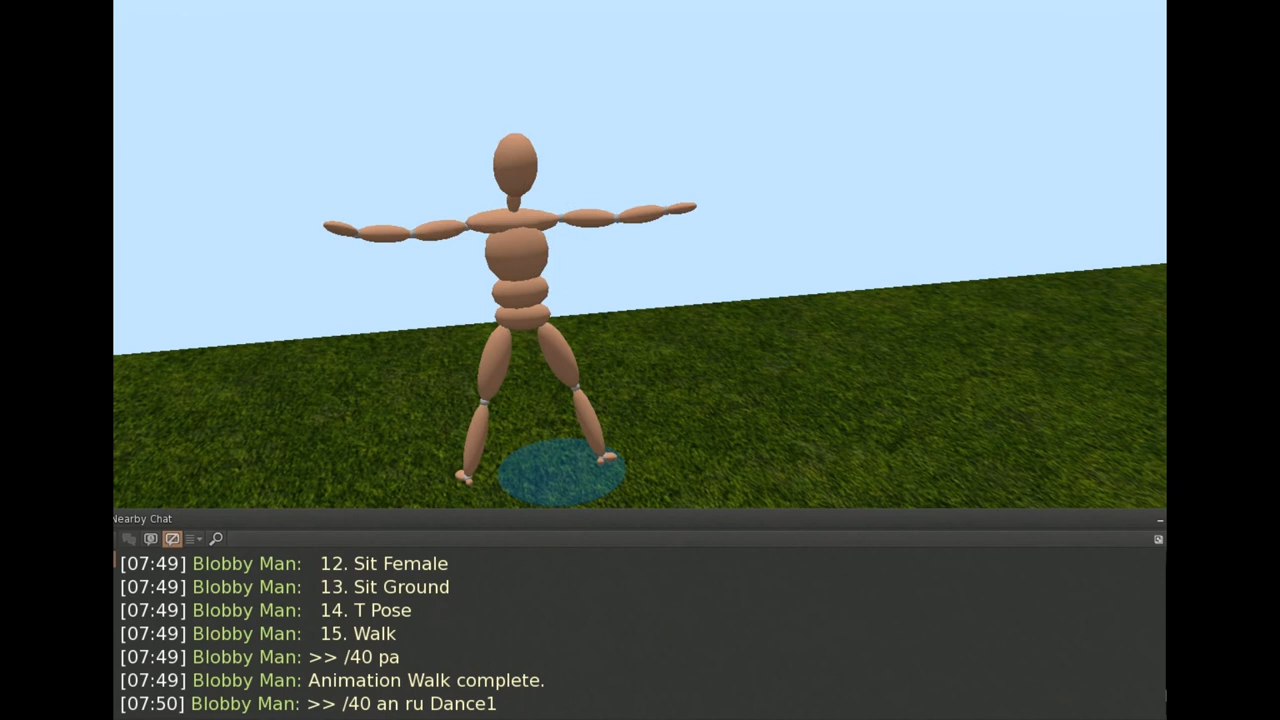 Nearby Chat
[07:49] Blobby Man:   12. Sit Female
[07:49] Blobby Man:   13. Sit Ground
[07:49] Blobby Man:   14. T Pose
[07:49] Blobby Man:   15. Walk
[07:49] Blobby Man: >> /40 pa
[07:49] Blobby Man: Animation Walk complete.
[07:50] Blobby Man: >> /40 an ru Dance1